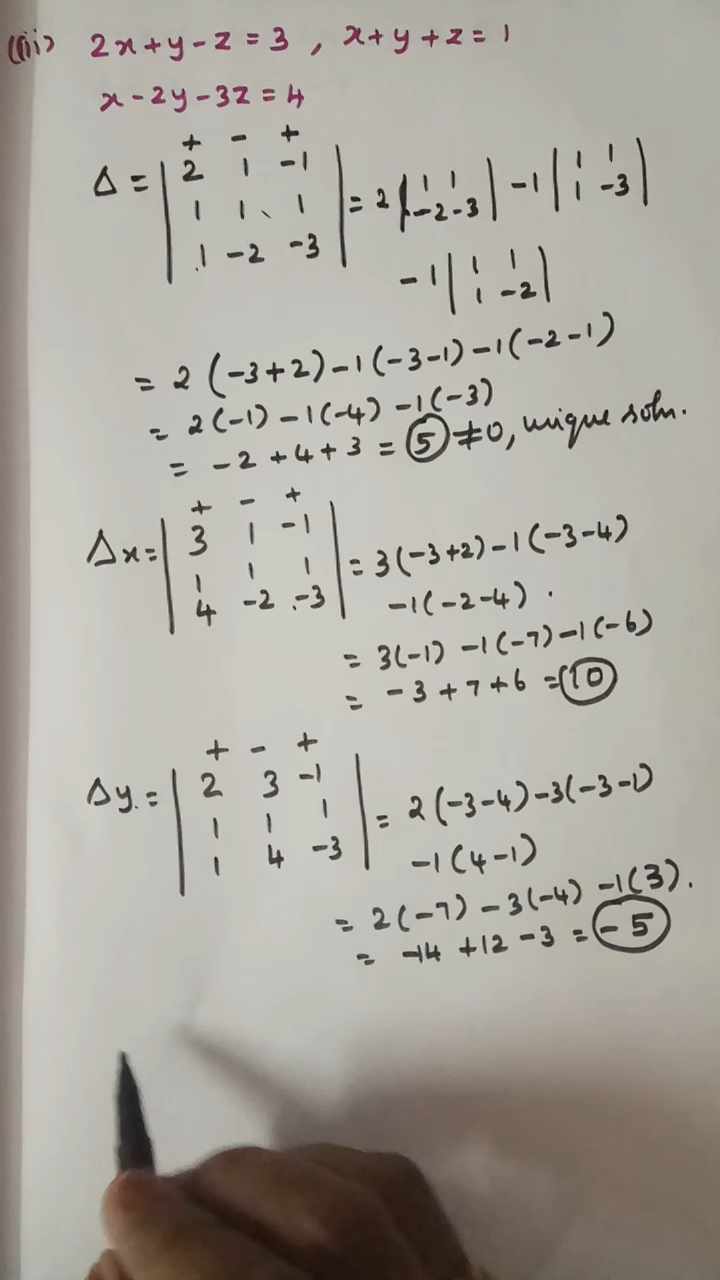 (iii) 2x+y-z=3 , x+y+z=1
x-2y-3z=4
+ - +
Δ = | 2 1 -1 | = 2 | 1 1 | -1 | 1 1 |
| 1 1 1 | | -2 -3 | | 1 -3 |
| 1 -2 -3 |
-1 | 1 1 |
| 1 -2 |
= 2 (-3+2) -1(-3-1) -1(-2-1)
= 2(-1) -1(-4) -1(-3)
= -2 +4+3 = 5 ≠0, unique soln.
+ - +
Δx = | 3 1 -1 | = 3(-3+2) -1(-3-4)
| 1 1 1 |
| 4 -2 -3 | -1(-2-4) .
= 3(-1) -1(-7) -1(-6)
= -3 +7 +6 = 10
+ - +
Δy = | 2 3 -1 | = 2(-3-4) -3(-3-1)
| 1 1 1 |
| 1 4 -3 | -1(4-1)
= 2(-7) -3(-4) -1(3).
= -14 +12 -3 = -5